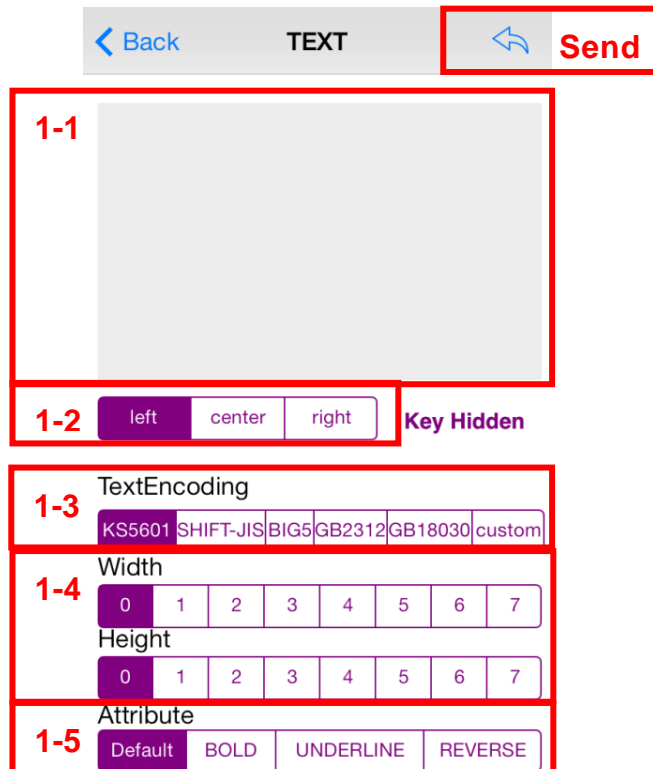 Back TEXT Send
1-1
1-2 left center right Key Hidden
1-3 TextEncoding
KS5601 SHIFT-JIS BIG5 GB2312 GB18030 custom
1-4 Width
0 1 2 3 4 5 6 7
Height
0 1 2 3 4 5 6 7
1-5 Attribute
Default BOLD UNDERLINE REVERSE